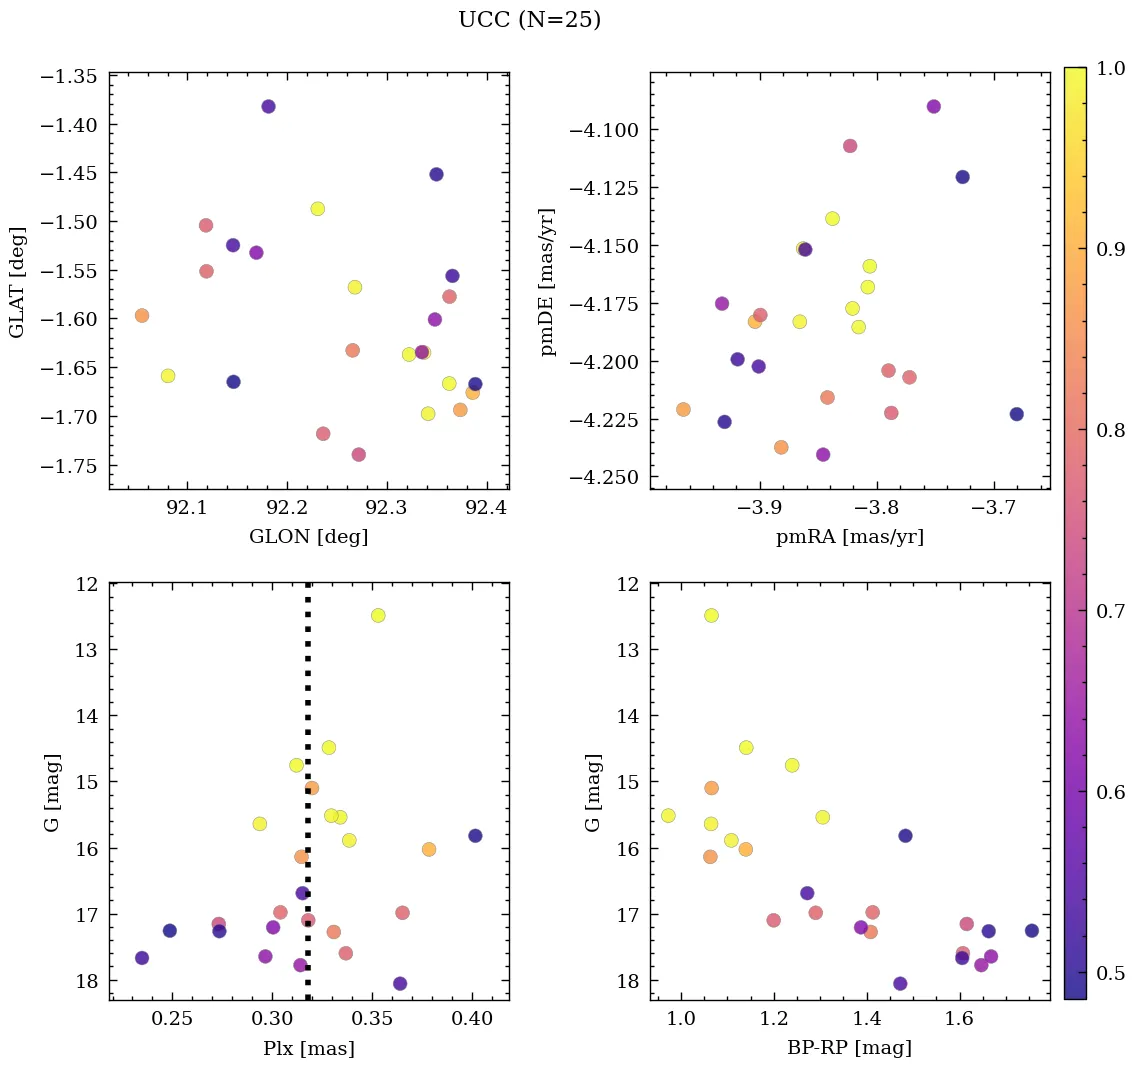 UCC (N=25)
−1.35
−1.40
−1.45
−1.50
−1.55
−1.60
−1.65
−1.70
−1.75
GLAT [deg]
92.1 92.2 92.3 92.4
GLON [deg]
−4.100
−4.125
−4.150
−4.175
−4.200
−4.225
−4.250
pmDE [mas/yr]
−3.9 −3.8 −3.7
pmRA [mas/yr]
12
13
14
15
16
17
18
G [mag]
0.25 0.30 0.35 0.40
Plx [mas]
12
13
14
15
16
17
18
G [mag]
1.0 1.2 1.4 1.6
BP-RP [mag]
1.0
0.9
0.8
0.7
0.6
0.5